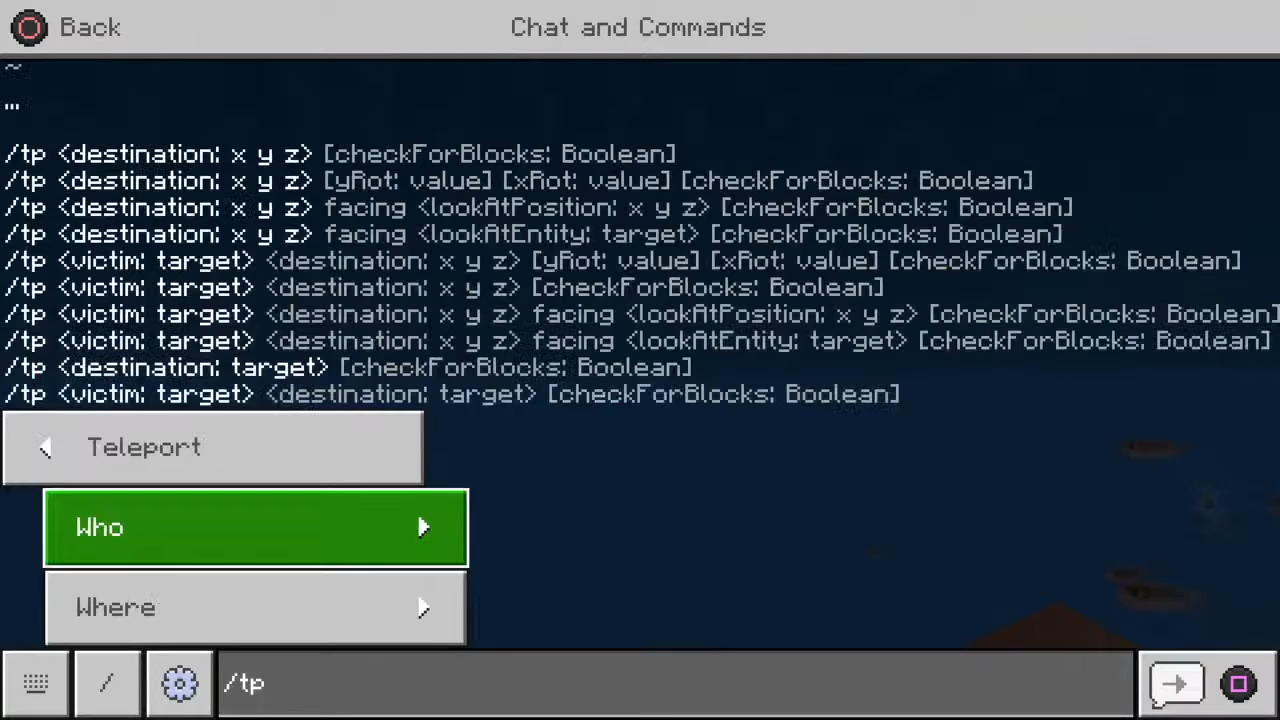 Back
Chat and Commands
~
...
/tp <destination: x y z> [checkForBlocks: Boolean]
/tp <destination: x y z> [yRot: value] [xRot: value] [checkForBlocks: Boolean]
/tp <destination: x y z> facing <lookAtPosition: x y z> [checkForBlocks: Boolean]
/tp <destination: x y z> facing <lookAtEntity: target> [checkForBlocks: Boolean]
/tp <victim: target> <destination: x y z> [yRot: value] [xRot: value] [checkForBlocks: Boolean]
/tp <victim: target> <destination: x y z> [checkForBlocks: Boolean]
/tp <victim: target> <destination: x y z> facing <lookAtPosition: x y z> [checkForBlocks: Boolean]
/tp <victim: target> <destination: x y z> facing <lookAtEntity: target> [checkForBlocks: Boolean]
/tp <destination: target> [checkForBlocks: Boolean]
/tp <victim: target> <destination: target> [checkForBlocks: Boolean]
Teleport
Who
Where
/
/tp